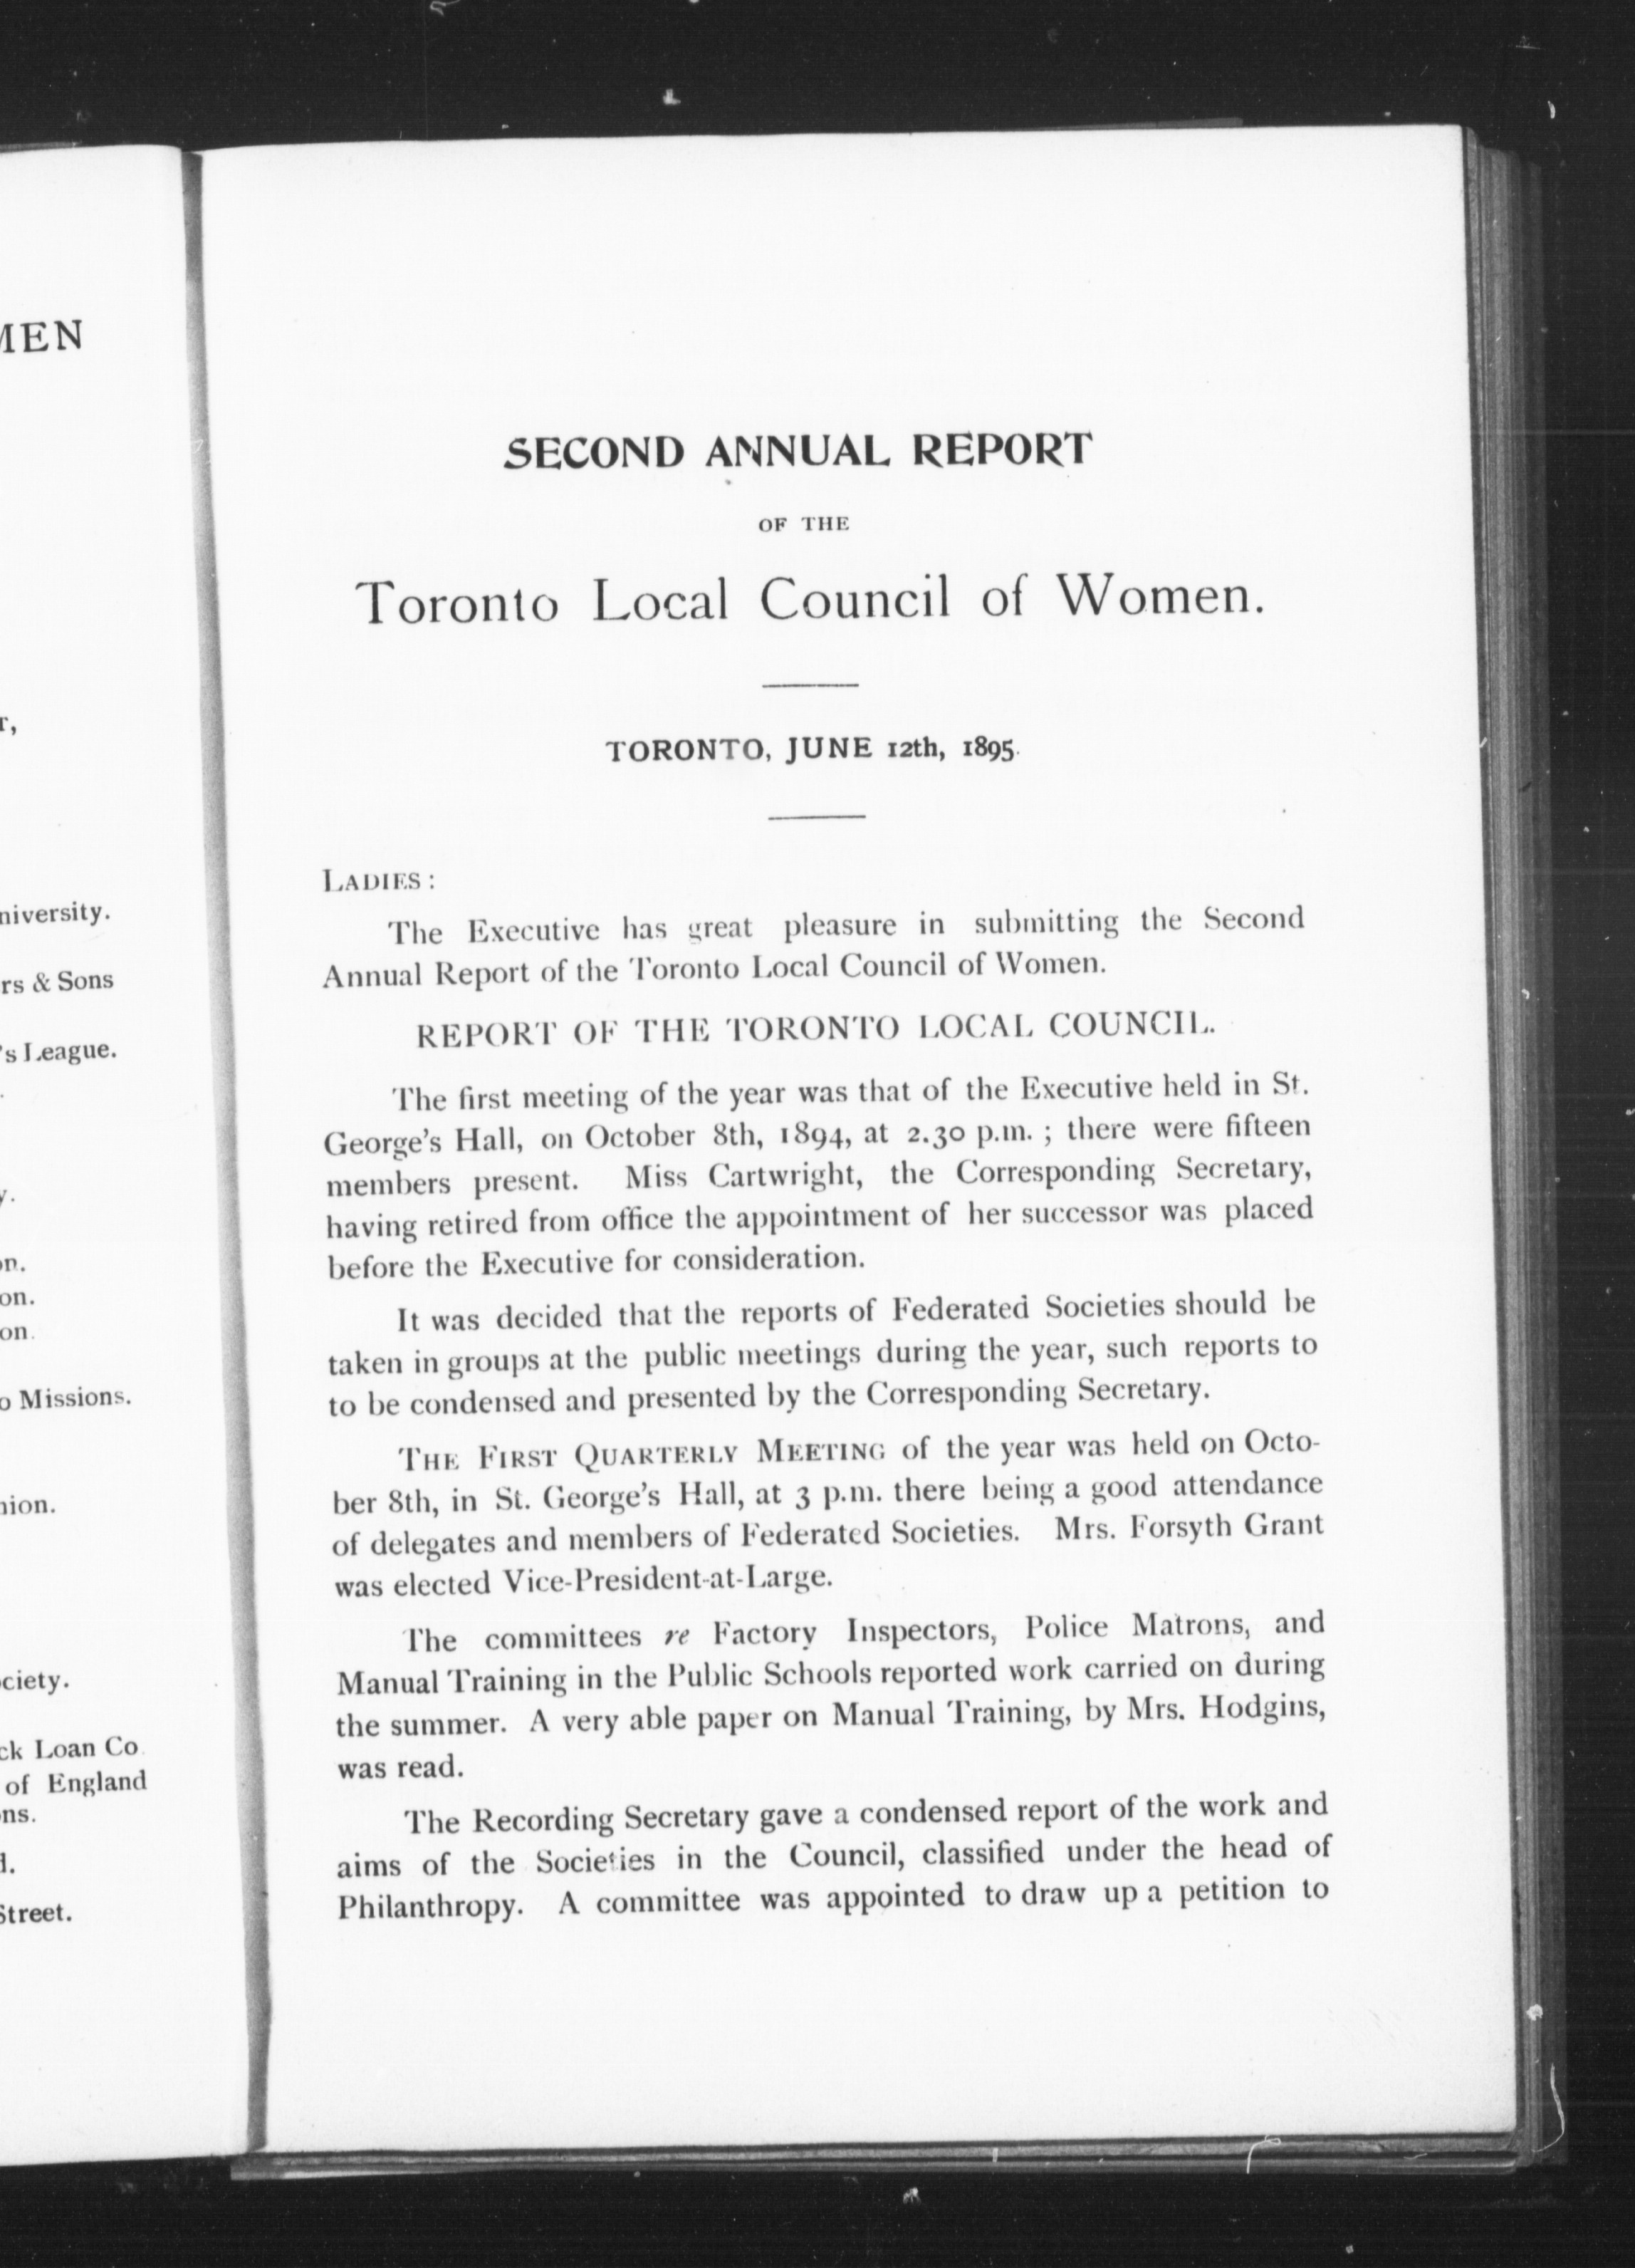 MEN
niversity.
rs & Sons
's League.
on.
on.
o Missions.
nion.
ciety.
ck Loan Co.
of England
ns.
Street.
SECOND ANNUAL REPORT
OF THE
Toronto Local Council of Women.
TORONTO, JUNE 12th, 1895.
LADIES:
The Executive has great pleasure in submitting the Second
Annual Report of the Toronto Local Council of Women.
REPORT OF THE TORONTO LOCAL COUNCIL.
The first meeting of the year was that of the Executive held in St.
George's Hall, on October 8th, 1894, at 2.30 p.m. ; there were fifteen
members present. Miss Cartwright, the Corresponding Secretary,
having retired from office the appointment of her successor was placed
before the Executive for consideration.
It was decided that the reports of Federated Societies should be
taken in groups at the public meetings during the year, such reports to
to be condensed and presented by the Corresponding Secretary.
THE FIRST QUARTERLY MEETING of the year was held on Octo-
ber 8th, in St. George's Hall, at 3 p.m. there being a good attendance
of delegates and members of Federated Societies. Mrs. Forsyth Grant
was elected Vice-President-at-Large.
The committees re Factory Inspectors, Police Matrons, and
Manual Training in the Public Schools reported work carried on during
the summer. A very able paper on Manual Training, by Mrs. Hodgins,
was read.
The Recording Secretary gave a condensed report of the work and
aims of the Societies in the Council, classified under the head of
Philanthropy. A committee was appointed to draw up a petition to